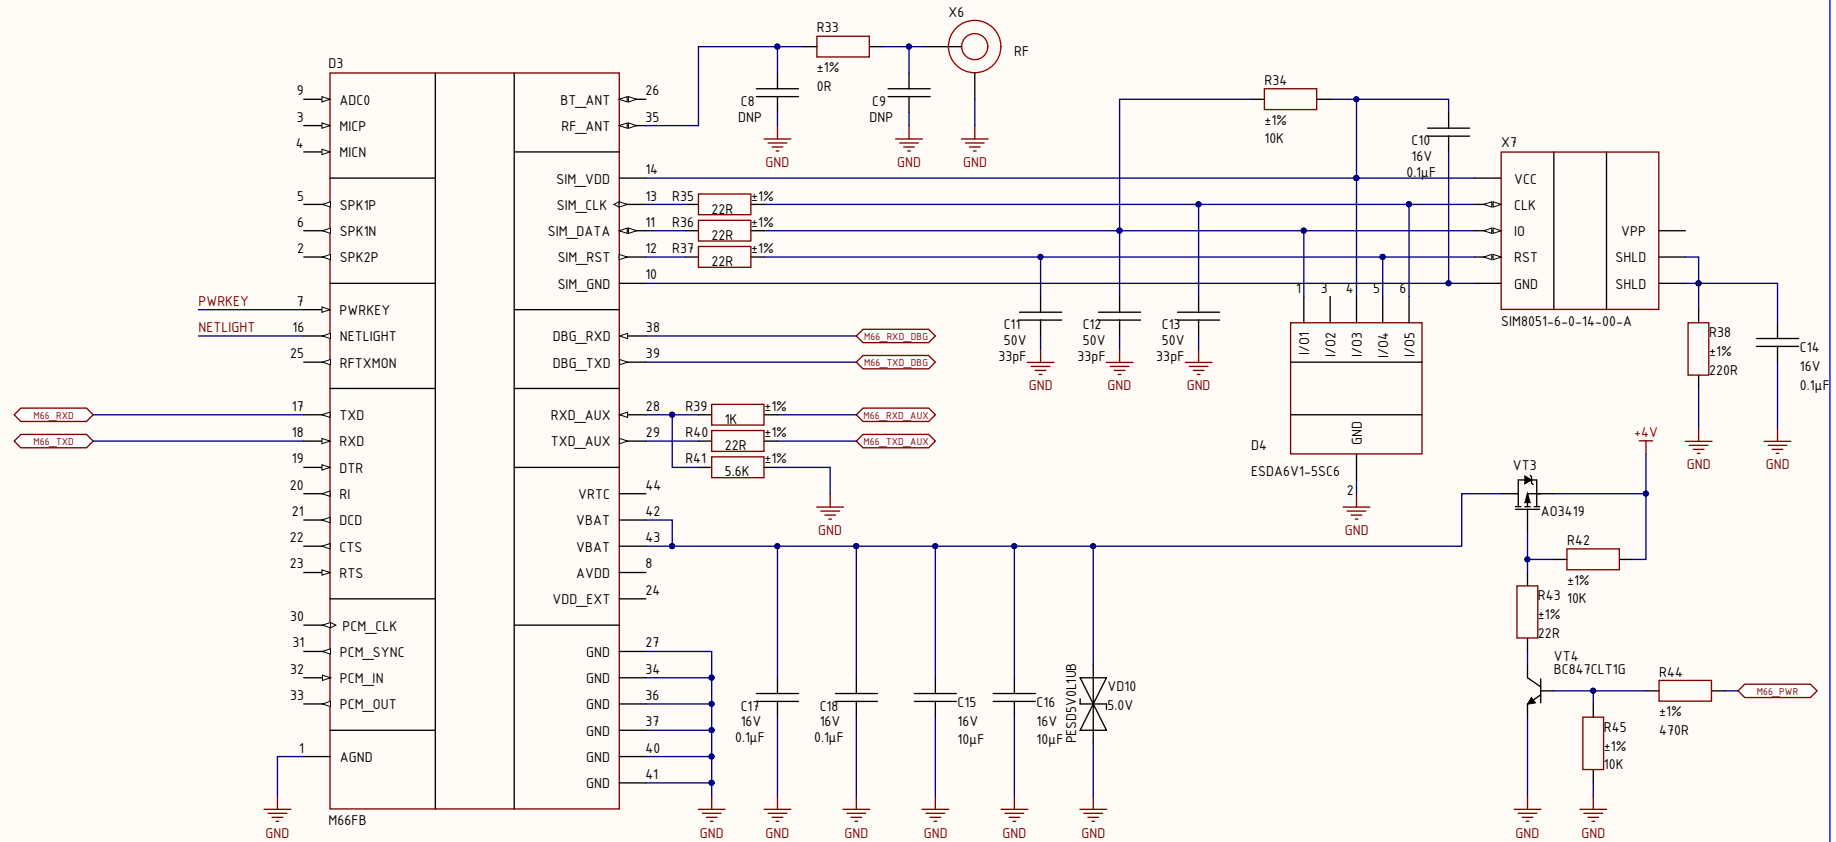 X6
R33
RF
±1%
0R
D3
9
ADC0
3
MICP
4
MICN
5
SPK1P
6
SPK1N
2
SPK2P
PWRKEY
7
PWRKEY
NETLIGHT
16
NETLIGHT
25
RFTXMON
M66_RXD
17
TXD
M66_TXD
18
RXD
19
DTR
20
RI
21
DCD
22
CTS
23
RTS
30
PCM_CLK
31
PCM_SYNC
32
PCM_IN
33
PCM_OUT
1
AGND
GND
M66FB
BT_ANT
26
RF_ANT
35
SIM_VDD
14
SIM_CLK
13
SIM_DATA
11
SIM_RST
12
SIM_GND
10
DBG_RXD
38
DBG_TXD
39
RXD_AUX
28
TXD_AUX
29
VRTC
44
VBAT
42
VBAT
43
AVDD
8
VDD_EXT
24
GND
27
GND
34
GND
36
GND
37
GND
40
GND
41
GND
C8
DNP
GND
C9
DNP
GND
GND
R35
22R
±1%
R36
22R
±1%
R37
22R
±1%
M66_RXD_DBG
M66_TXD_DBG
R39
1K
±1%
M66_RXD_AUX
R40
22R
±1%
M66_TXD_AUX
R41
5.6K
±1%
GND
C11
50V
33pF
GND
C12
50V
33pF
GND
C13
50V
33pF
GND
R34
±1%
10K
C10
16V
0.1µF
X7
VCC
CLK
IO
RST
GND
VPP
SHLD
SHLD
SIM8051-6-0-14-00-A
1
3
4
5
6
I/O1
I/O2
I/O3
I/O4
I/O5
GND
D4
ESDA6V1-5SC6
2
GND
R38
±1%
220R
GND
C14
16V
0.1µF
GND
+4V
VT3
AO3419
R42
±1%
10K
R43
±1%
22R
VT4
BC847CLT1G
R44
±1%
470R
M66_PWR
R45
±1%
10K
GND
GND
C17
16V
0.1µF
GND
C18
16V
0.1µF
GND
C15
16V
10µF
GND
C16
16V
10µF
GND
PESD5V0L1UB
VD10
5.0V
GND